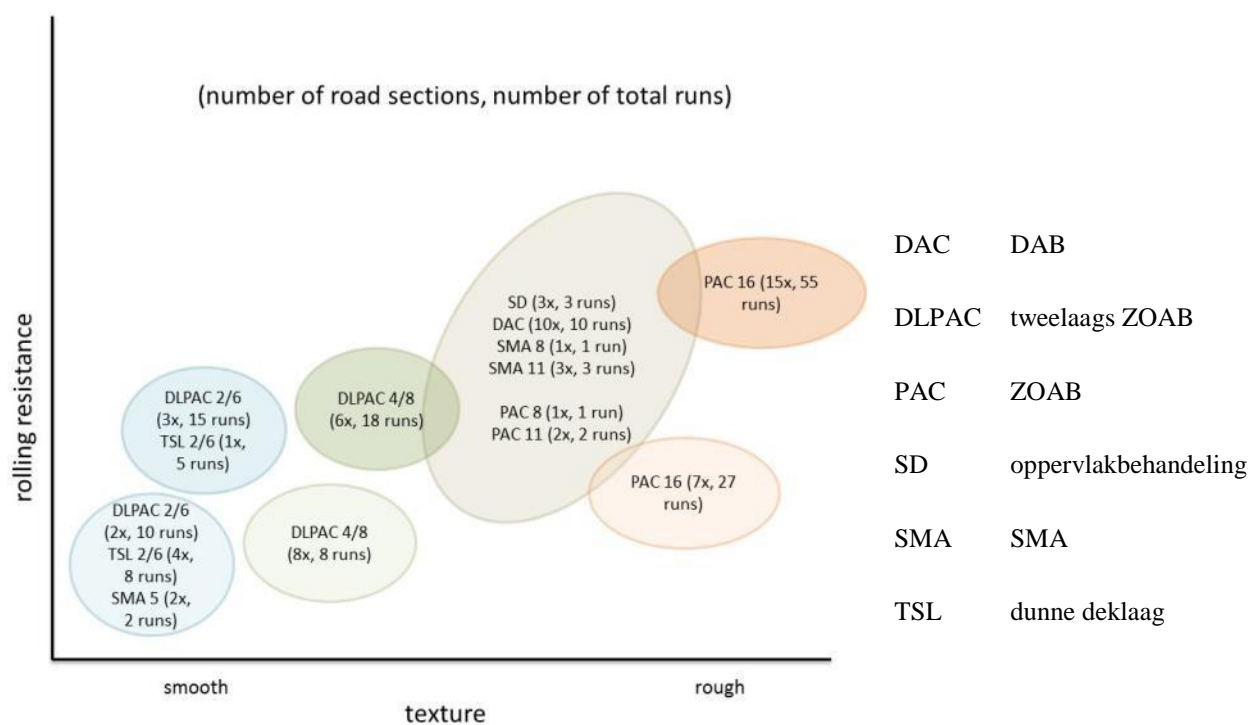 (number of road sections, number of total runs)
rolling resistance
DLPAC 2/6
(3x, 15 runs)
TSL 2/6 (1x,
5 runs)
DLPAC 2/6
(2x, 10 runs)
TSL 2/6 (4x,
8 runs)
SMA 5 (2x,
2 runs)
DLPAC 4/8
(6x, 18 runs)
DLPAC 4/8
(8x, 8 runs)
SD (3x, 3 runs)
DAC (10x, 10 runs)
SMA 8 (1x, 1 run)
SMA 11 (3x, 3 runs)
PAC 8 (1x, 1 run)
PAC 11 (2x, 2 runs)
PAC 16 (15x, 55
runs)
PAC 16 (7x, 27
runs)
smooth
rough
texture
DAC DAB
DLPAC tweelaags ZOAB
PAC ZOAB
SD oppervlakbehandeling
SMA SMA
TSL dunne deklaag